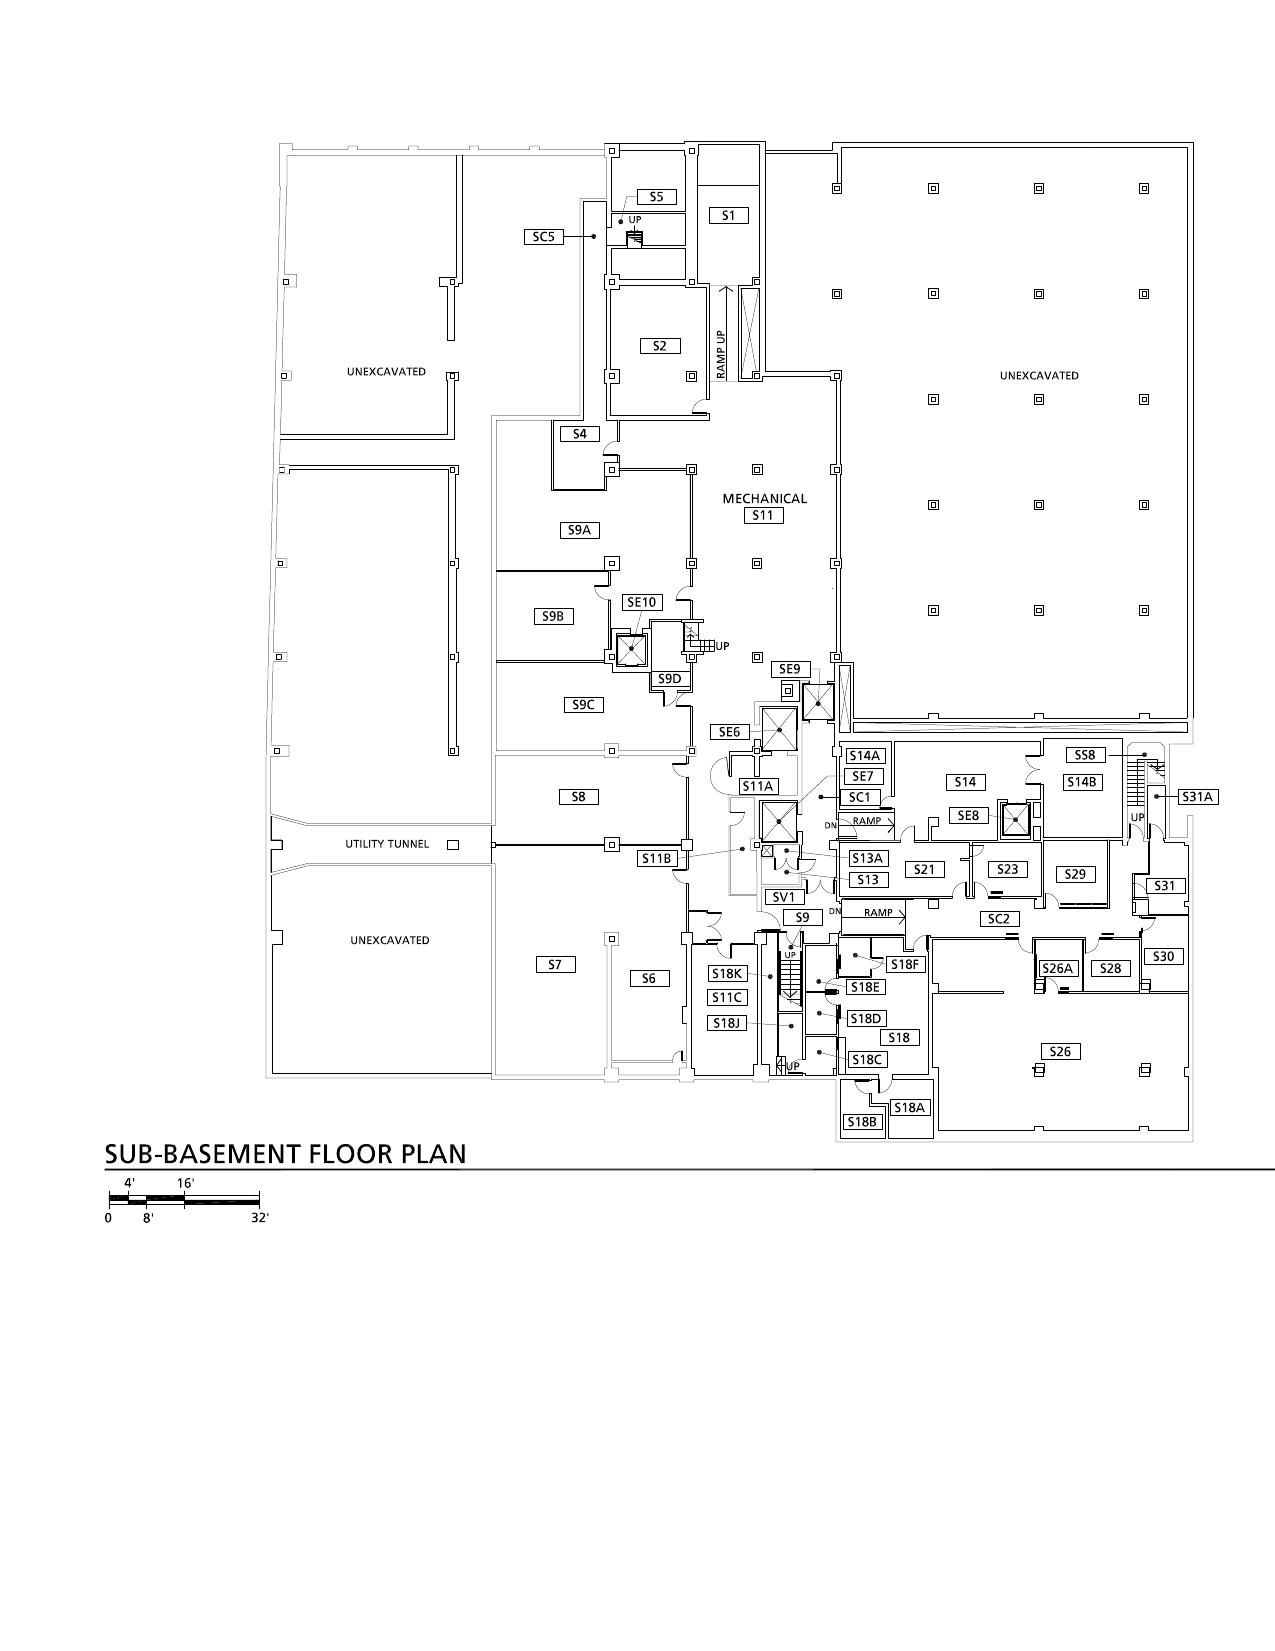 S5
UP
S1
SC5
S2
RAMP UP
UNEXCAVATED
UNEXCAVATED
S4
MECHANICAL
S11
S9A
SE10
S9B
UP
SE9
S9D
S9C
SE6
S14A
SS8
SE7
S14
S14B
S11A
S8
SC1
S31A
SE8
UP
DN
RAMP
UTILITY TUNNEL
S11B
S13A
S21
S23
S29
S13
S31
SV1
DN
RAMP
S9
SC2
UNEXCAVATED
UP
S7
S6
S18K
S18F
S26A
S28
S30
S18E
S11C
S18J
S18D
S18
S26
S18C
UP
S18A
S18B
SUB-BASEMENT FLOOR PLAN
4' 16'
0 8' 32'